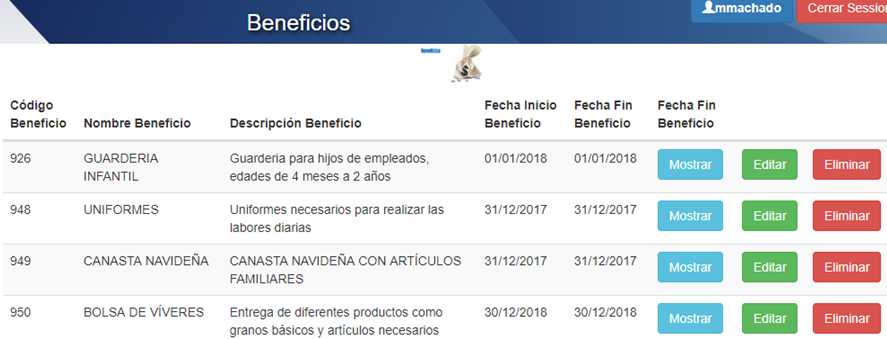 mmachado
Cerrar Session
Beneficios
Beneficios
$
Código Beneficio
Nombre Beneficio
Descripción Beneficio
Fecha Inicio Beneficio
Fecha Fin Beneficio
Fecha Fin Beneficio
926
GUARDERIA
INFANTIL
Guarderia para hijos de empleados,
edades de 4 meses a 2 años
01/01/2018
01/01/2018
Mostrar
Editar
Eliminar
948
UNIFORMES
Uniformes necesarios para realizar las
labores diarias
31/12/2017
31/12/2017
Mostrar
Editar
Eliminar
949
CANASTA NAVIDEÑA
CANASTA NAVIDEÑA CON ARTÍCULOS
FAMILIARES
31/12/2017
31/12/2017
Mostrar
Editar
Eliminar
950
BOLSA DE VÍVERES
Entrega de diferentes productos como
granos básicos y artículos necesarios
30/12/2018
30/12/2018
Mostrar
Editar
Eliminar